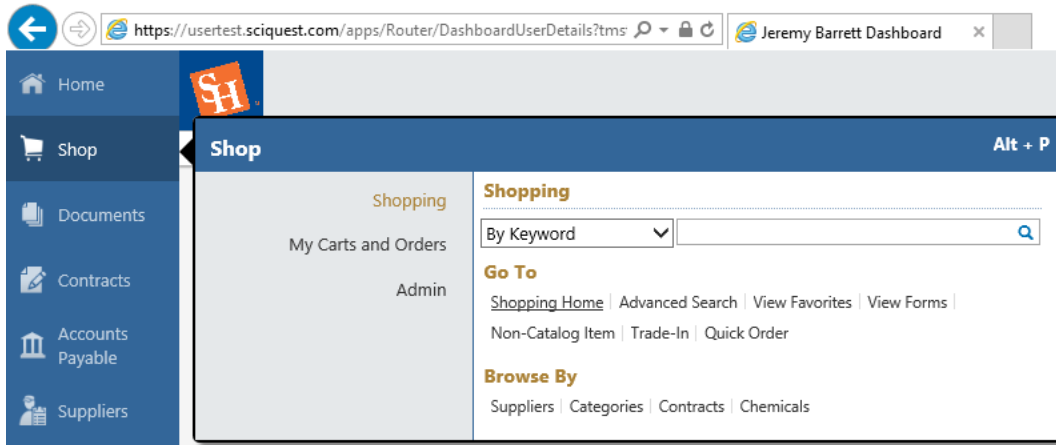 https://usertest.sciquest.com/apps/Router/DashboardUserDetails?tms
Jeremy Barrett Dashboard
Home
SH
Shop
Shop
Alt + P
Shopping
Shopping
By Keyword
My Carts and Orders
Admin
Go To
Shopping Home | Advanced Search | View Favorites | View Forms |
Non-Catalog Item | Trade-In | Quick Order
Browse By
Suppliers | Categories | Contracts | Chemicals
Documents
Contracts
Accounts
Payable
Suppliers